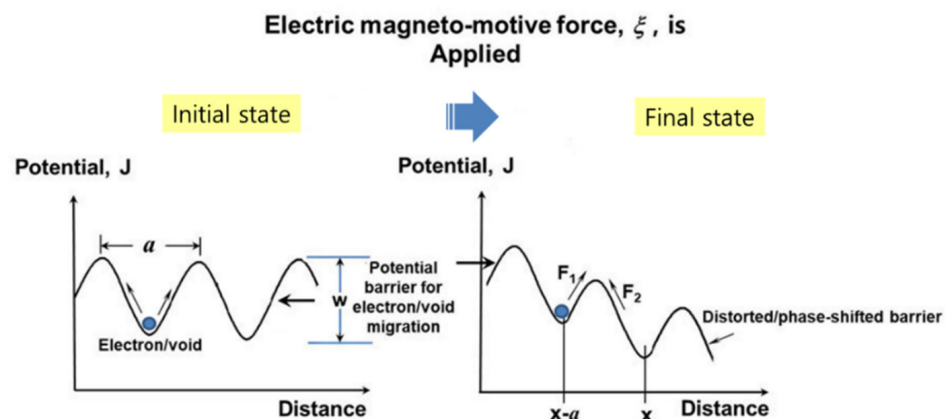 Electric magneto-motive force, ξ, is
Applied
Initial state
Final state
Potential, J
Potential, J
a
w
Potential
barrier for
electron/void
migration
Electron/void
Distance
F₁
F₂
Distorted/phase-shifted barrier
x-a
x
Distance